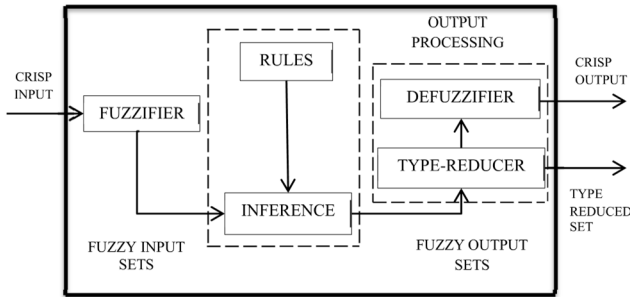 OUTPUT
PROCESSING
CRISP
INPUT
RULES
CRISP
OUTPUT
FUZZIFIER
DEFUZZIFIER
TYPE-REDUCER
INFERENCE
TYPE
REDUCED
SET
FUZZY INPUT
SETS
FUZZY OUTPUT
SETS